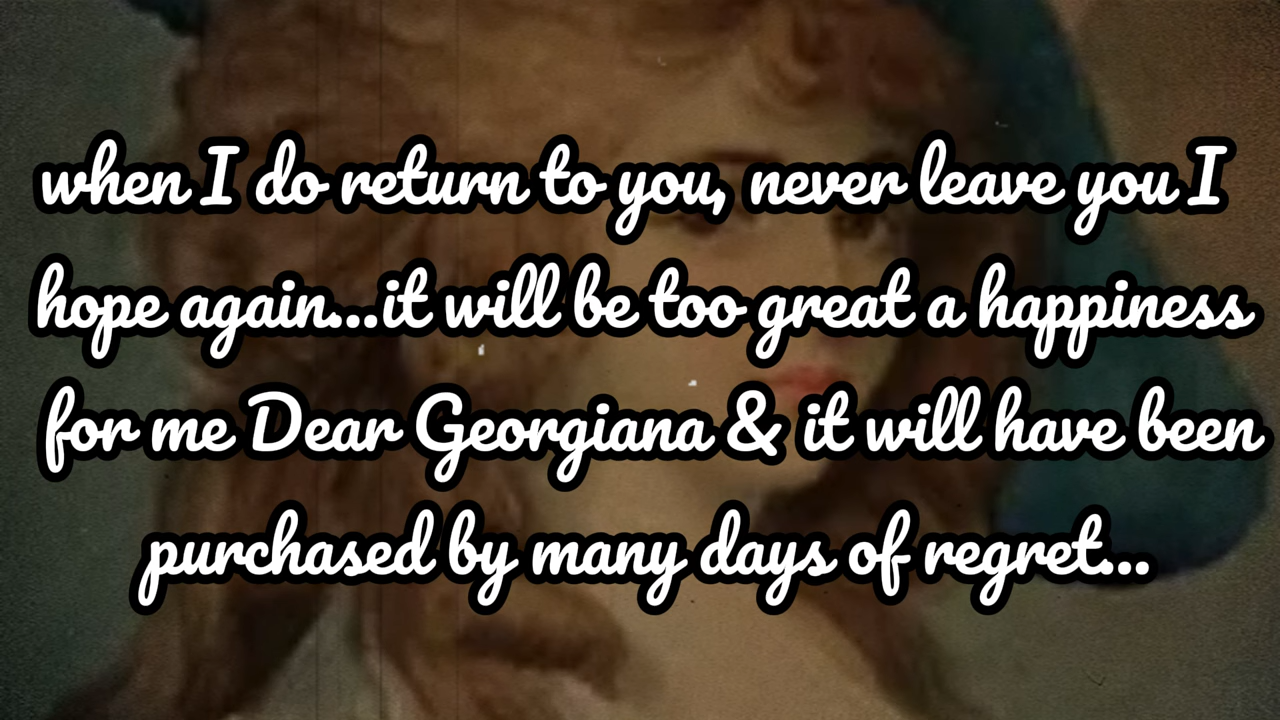 when I do return to you, never leave you I
hope again...it will be too great a happiness
for me Dear Georgiana & it will have been
purchased by many days of regret...